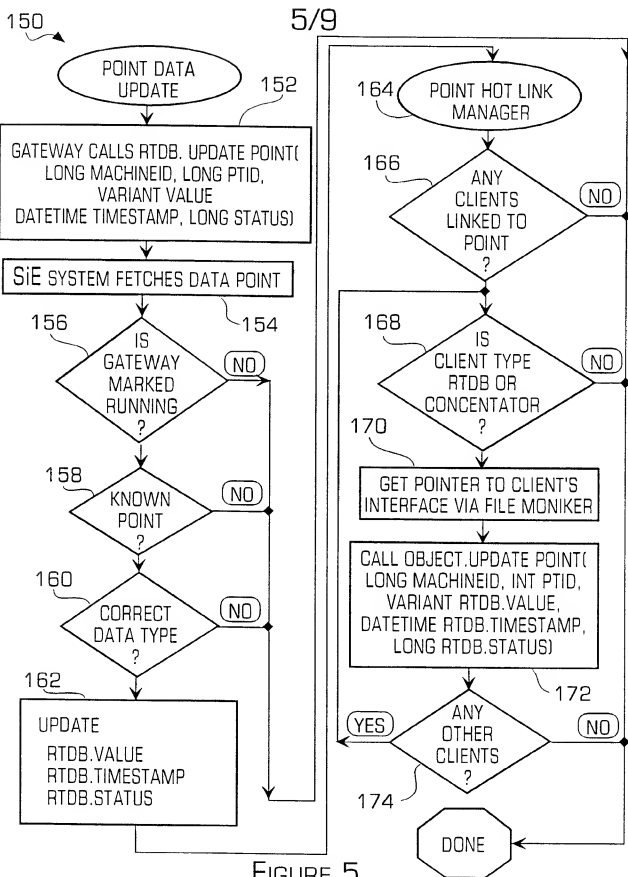 5/9
150
POINT DATA
UPDATE
152
GATEWAY CALLS RTDB. UPDATE POINT(
LONG MACHINEID, LONG PTID,
VARIANT VALUE
DATETIME TIMESTAMP, LONG STATUS)
SiE SYSTEM FETCHES DATA POINT
154
156
IS
GATEWAY
MARKED
RUNNING
?
NO
158
KNOWN
POINT
?
NO
160
CORRECT
DATA TYPE
?
NO
162
UPDATE
RTDB.VALUE
RTDB.TIMESTAMP
RTDB.STATUS
164
POINT HOT LINK
MANAGER
166
ANY
CLIENTS
LINKED TO
POINT
?
NO
168
IS
CLIENT TYPE
RTDB OR
CONCENTATOR
?
NO
170
GET POINTER TO CLIENT'S
INTERFACE VIA FILE MONIKER
CALL OBJECT.UPDATE POINT(
LONG MACHINEID, INT PTID,
VARIANT RTDB.VALUE,
DATETIME RTDB.TIMESTAMP,
LONG RTDB.STATUS)
172
YES
ANY
OTHER
CLIENTS
?
NO
174
DONE
FIGURE 5